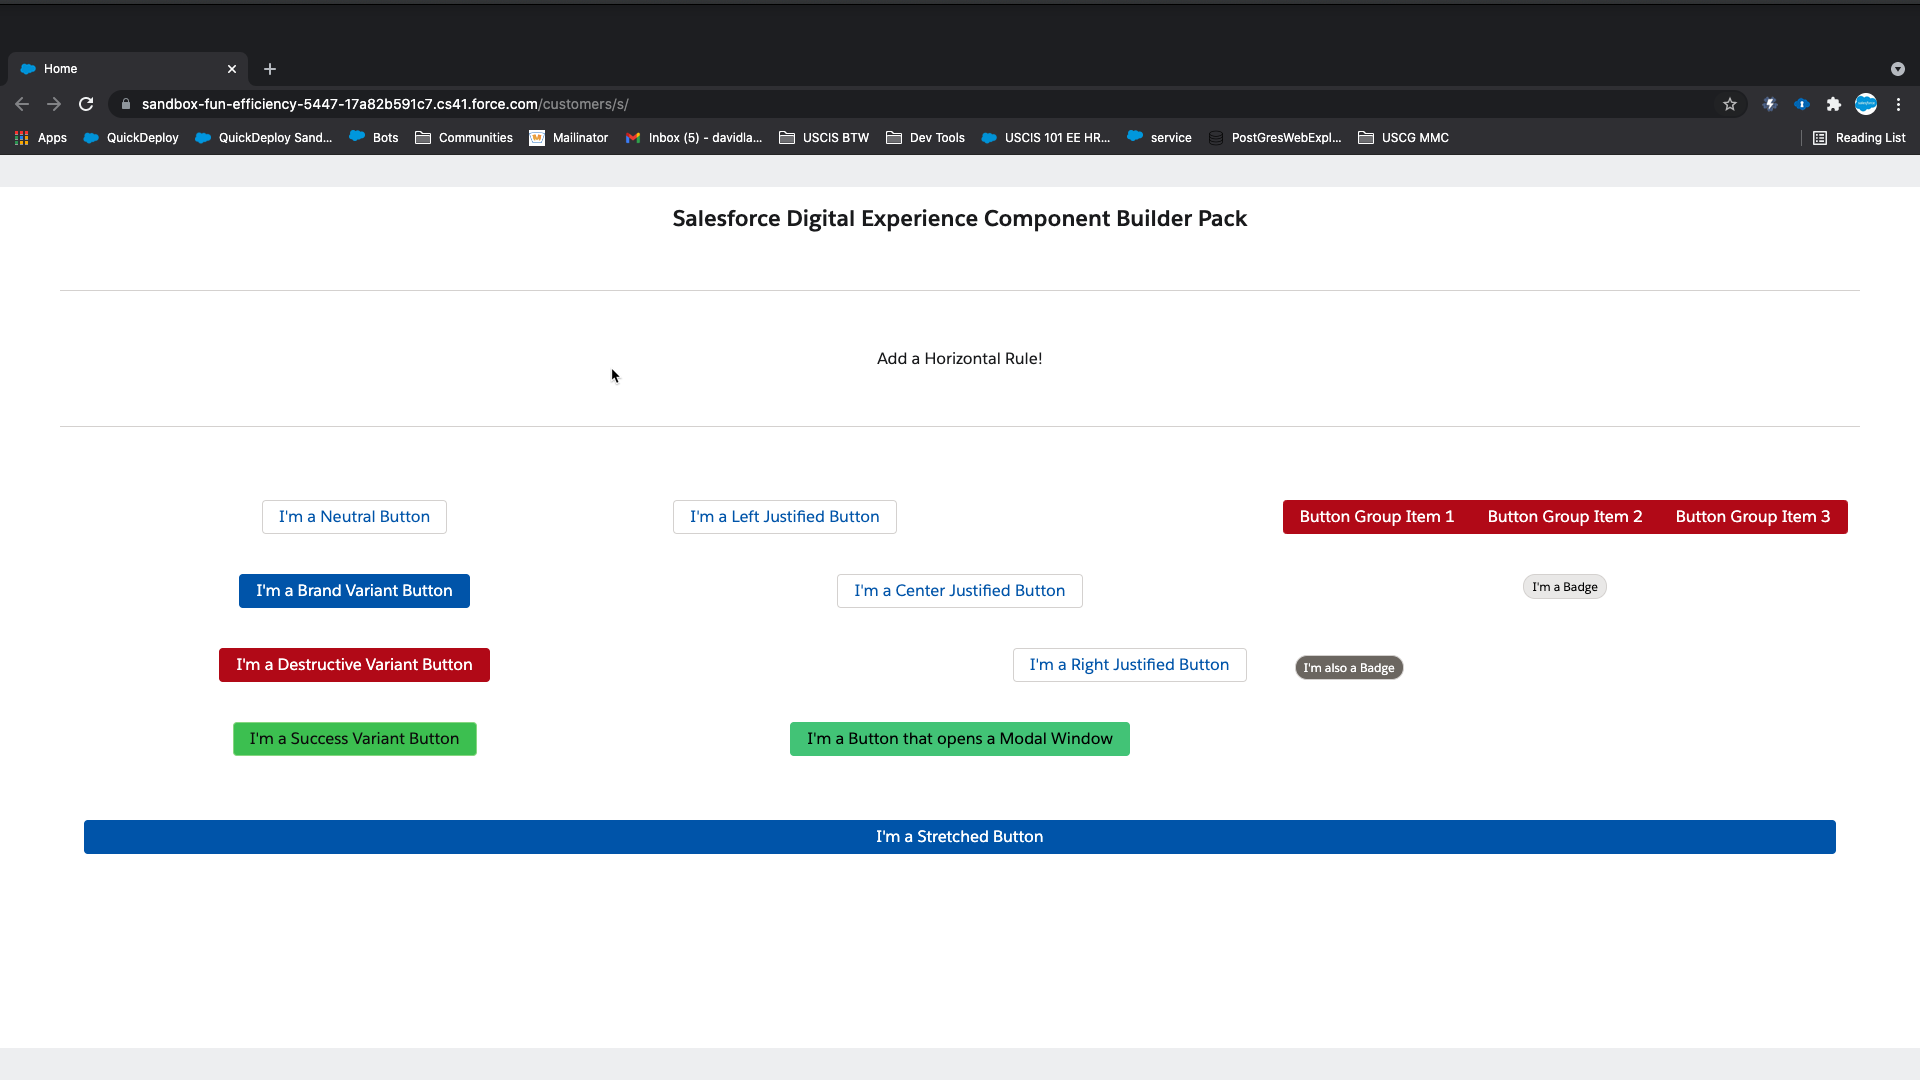 Home
sandbox-fun-efficiency-5447-17a82b591c7.cs41.force.com/customers/s/
Apps QuickDeploy QuickDeploy Sand... Bots Communities Mailinator Inbox (5) - davidla... USCIS BTW Dev Tools USCIS 101 EE HR... service PostGresWebExpl... USCG MMC Reading List
Salesforce Digital Experience Component Builder Pack
Add a Horizontal Rule!
I'm a Neutral Button I'm a Left Justified Button Button Group Item 1 Button Group Item 2 Button Group Item 3
I'm a Brand Variant Button I'm a Center Justified Button I'm a Badge
I'm a Destructive Variant Button I'm a Right Justified Button I'm also a Badge
I'm a Success Variant Button I'm a Button that opens a Modal Window
I'm a Stretched Button